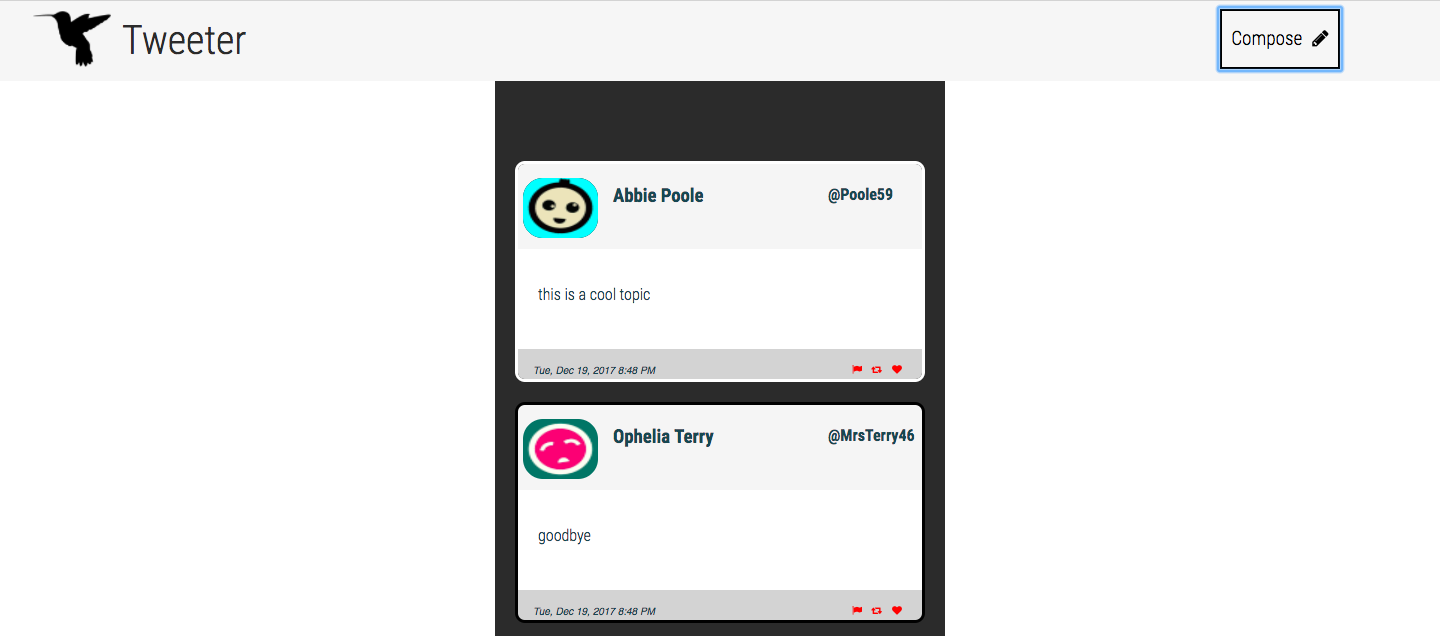 Tweeter
Compose
Abbie Poole @Poole59
this is a cool topic
Tue, Dec 19, 2017 8:48 PM
Ophelia Terry @MrsTerry46
goodbye
Tue, Dec 19, 2017 8:48 PM